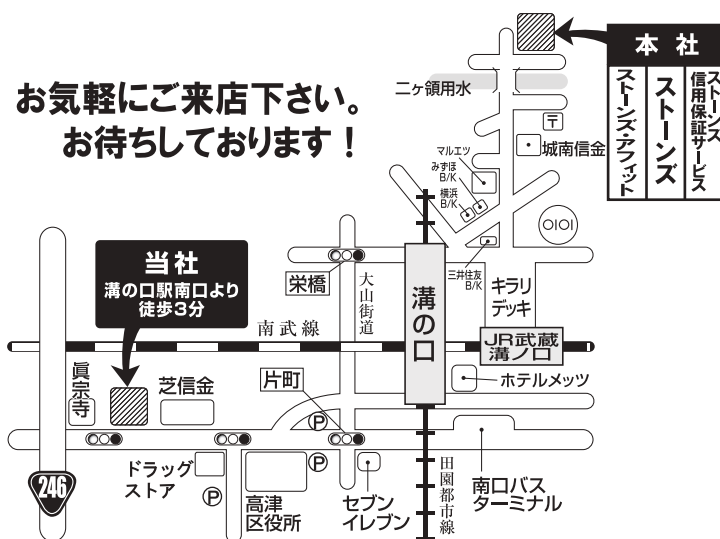 お気軽にご来店下さい。
お待ちしております！
本社
ストーンズ・アフィット
ストーンズ
ストーンズ
信用保証サービス
二ヶ領用水
〒
城南信金
マルエツ
みずほ
B/K
横浜
B/K
OIOI
三井住友
B/K
キラリ
デッキ
当社
溝の口駅南口より
徒歩3分
栄橋
大山街道
溝の口
南武線
JR武蔵
溝ノ口
ホテルメッツ
眞宗寺
芝信金
片町
P
P
P
246
ドラッグ
ストア
高津
区役所
セブン
イレブン
田園都市線
南口バス
ターミナル